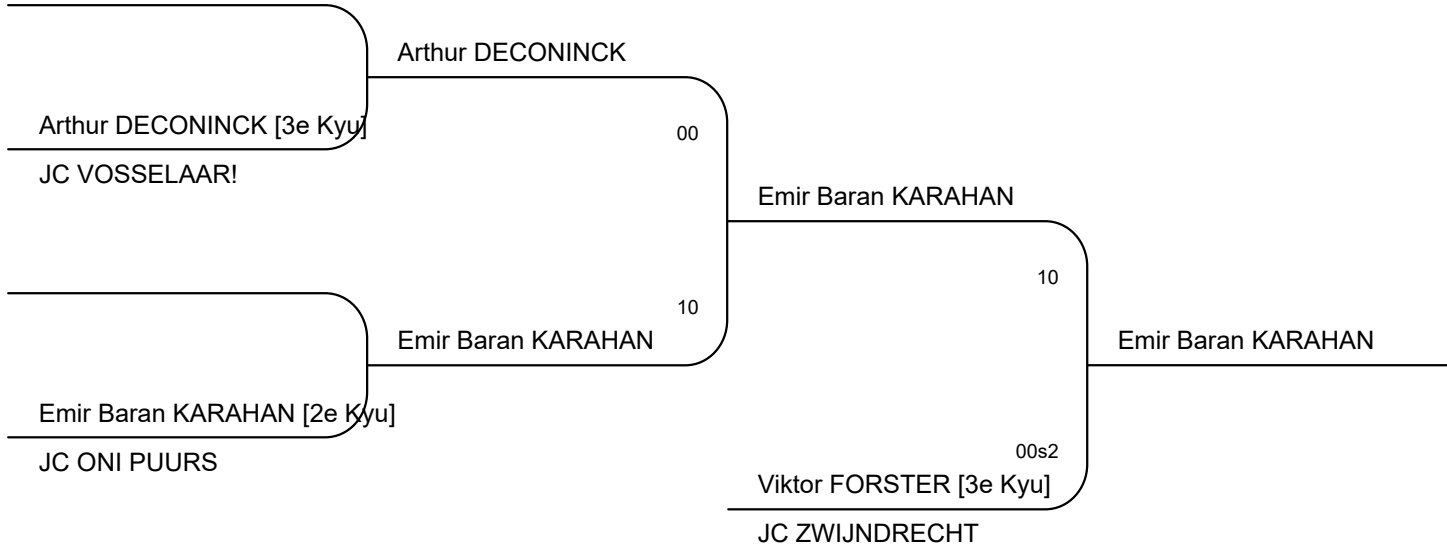 Arthur DECONINCK
Arthur DECONINCK [3e Kyu]
00
JC VOSSELAAR!
Emir Baran KARAHAN
10
10
Emir Baran KARAHAN
Emir Baran KARAHAN
Emir Baran KARAHAN [2e Kyu]
00s2
JC ONI PUURS
Viktor FORSTER [3e Kyu]
JC ZWIJNDRECHT